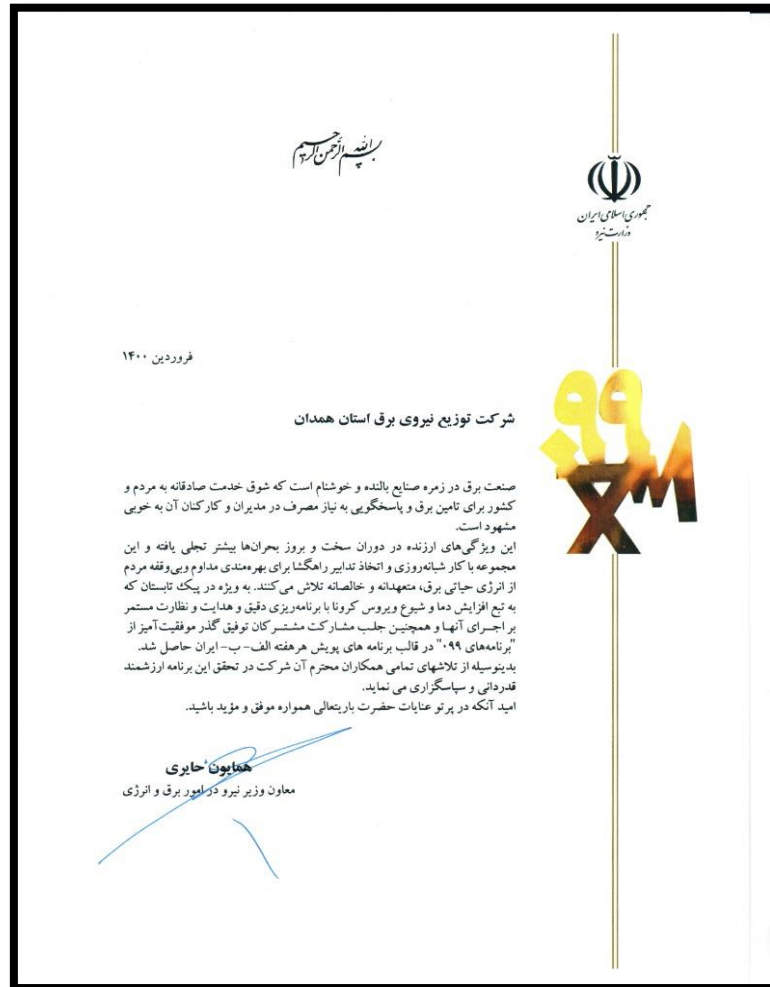 بسم الله الرحمن الرحیم
جمهوری اسلامی ایران
وزارت نیرو
فروردین ۱۴۰۰
۰۹۹
شرکت توزیع نیروی برق استان همدان
صنعت برق در زمره صنایع بالنده و خوشنام است که شوق خدمت صادقانه به مردم و
کشور برای تامین برق و پاسخگویی به نیاز مصرف در مدیران و کارکنان آن به خوبی
مشهود است.
این ویژگی‌های ارزنده در دوران سخت و بروز بحران‌ها بیشتر تجلی یافته و این
مجموعه با کار شبانه‌روزی و اتخاذ تدابیر راهگشا برای بهره‌مندی مداوم وبی‌وقفه مردم
از انرژی حیاتی برق، متعهدانه و خالصانه تلاش می‌کنند. به ویژه در پیک تابستان که
به تبع افزایش دما و شیوع ویروس کرونا با برنامه‌ریزی دقیق و هدایت و نظارت مستمر
بر اجــرای آنهـا و همچنین جلب مشـارکت مشتــرکان توفیق گذر موفقیت‌آمیز از
"برنامه‌های ۰۹۹" در قالب برنامه های پویش هرهفته الف- ب- ایران حاصل شد.
بدینوسیله از تلاشهای تمامی همکاران محترم آن شرکت در تحقق این برنامه ارزشمند
قدردانی و سپاسگزاری می نماید.
امید آنکه در پرتو عنایات حضرت باریتعالی همواره موفق و مؤید باشید.
همایون حایری
معاون وزیر نیرو در امور برق و انرژی